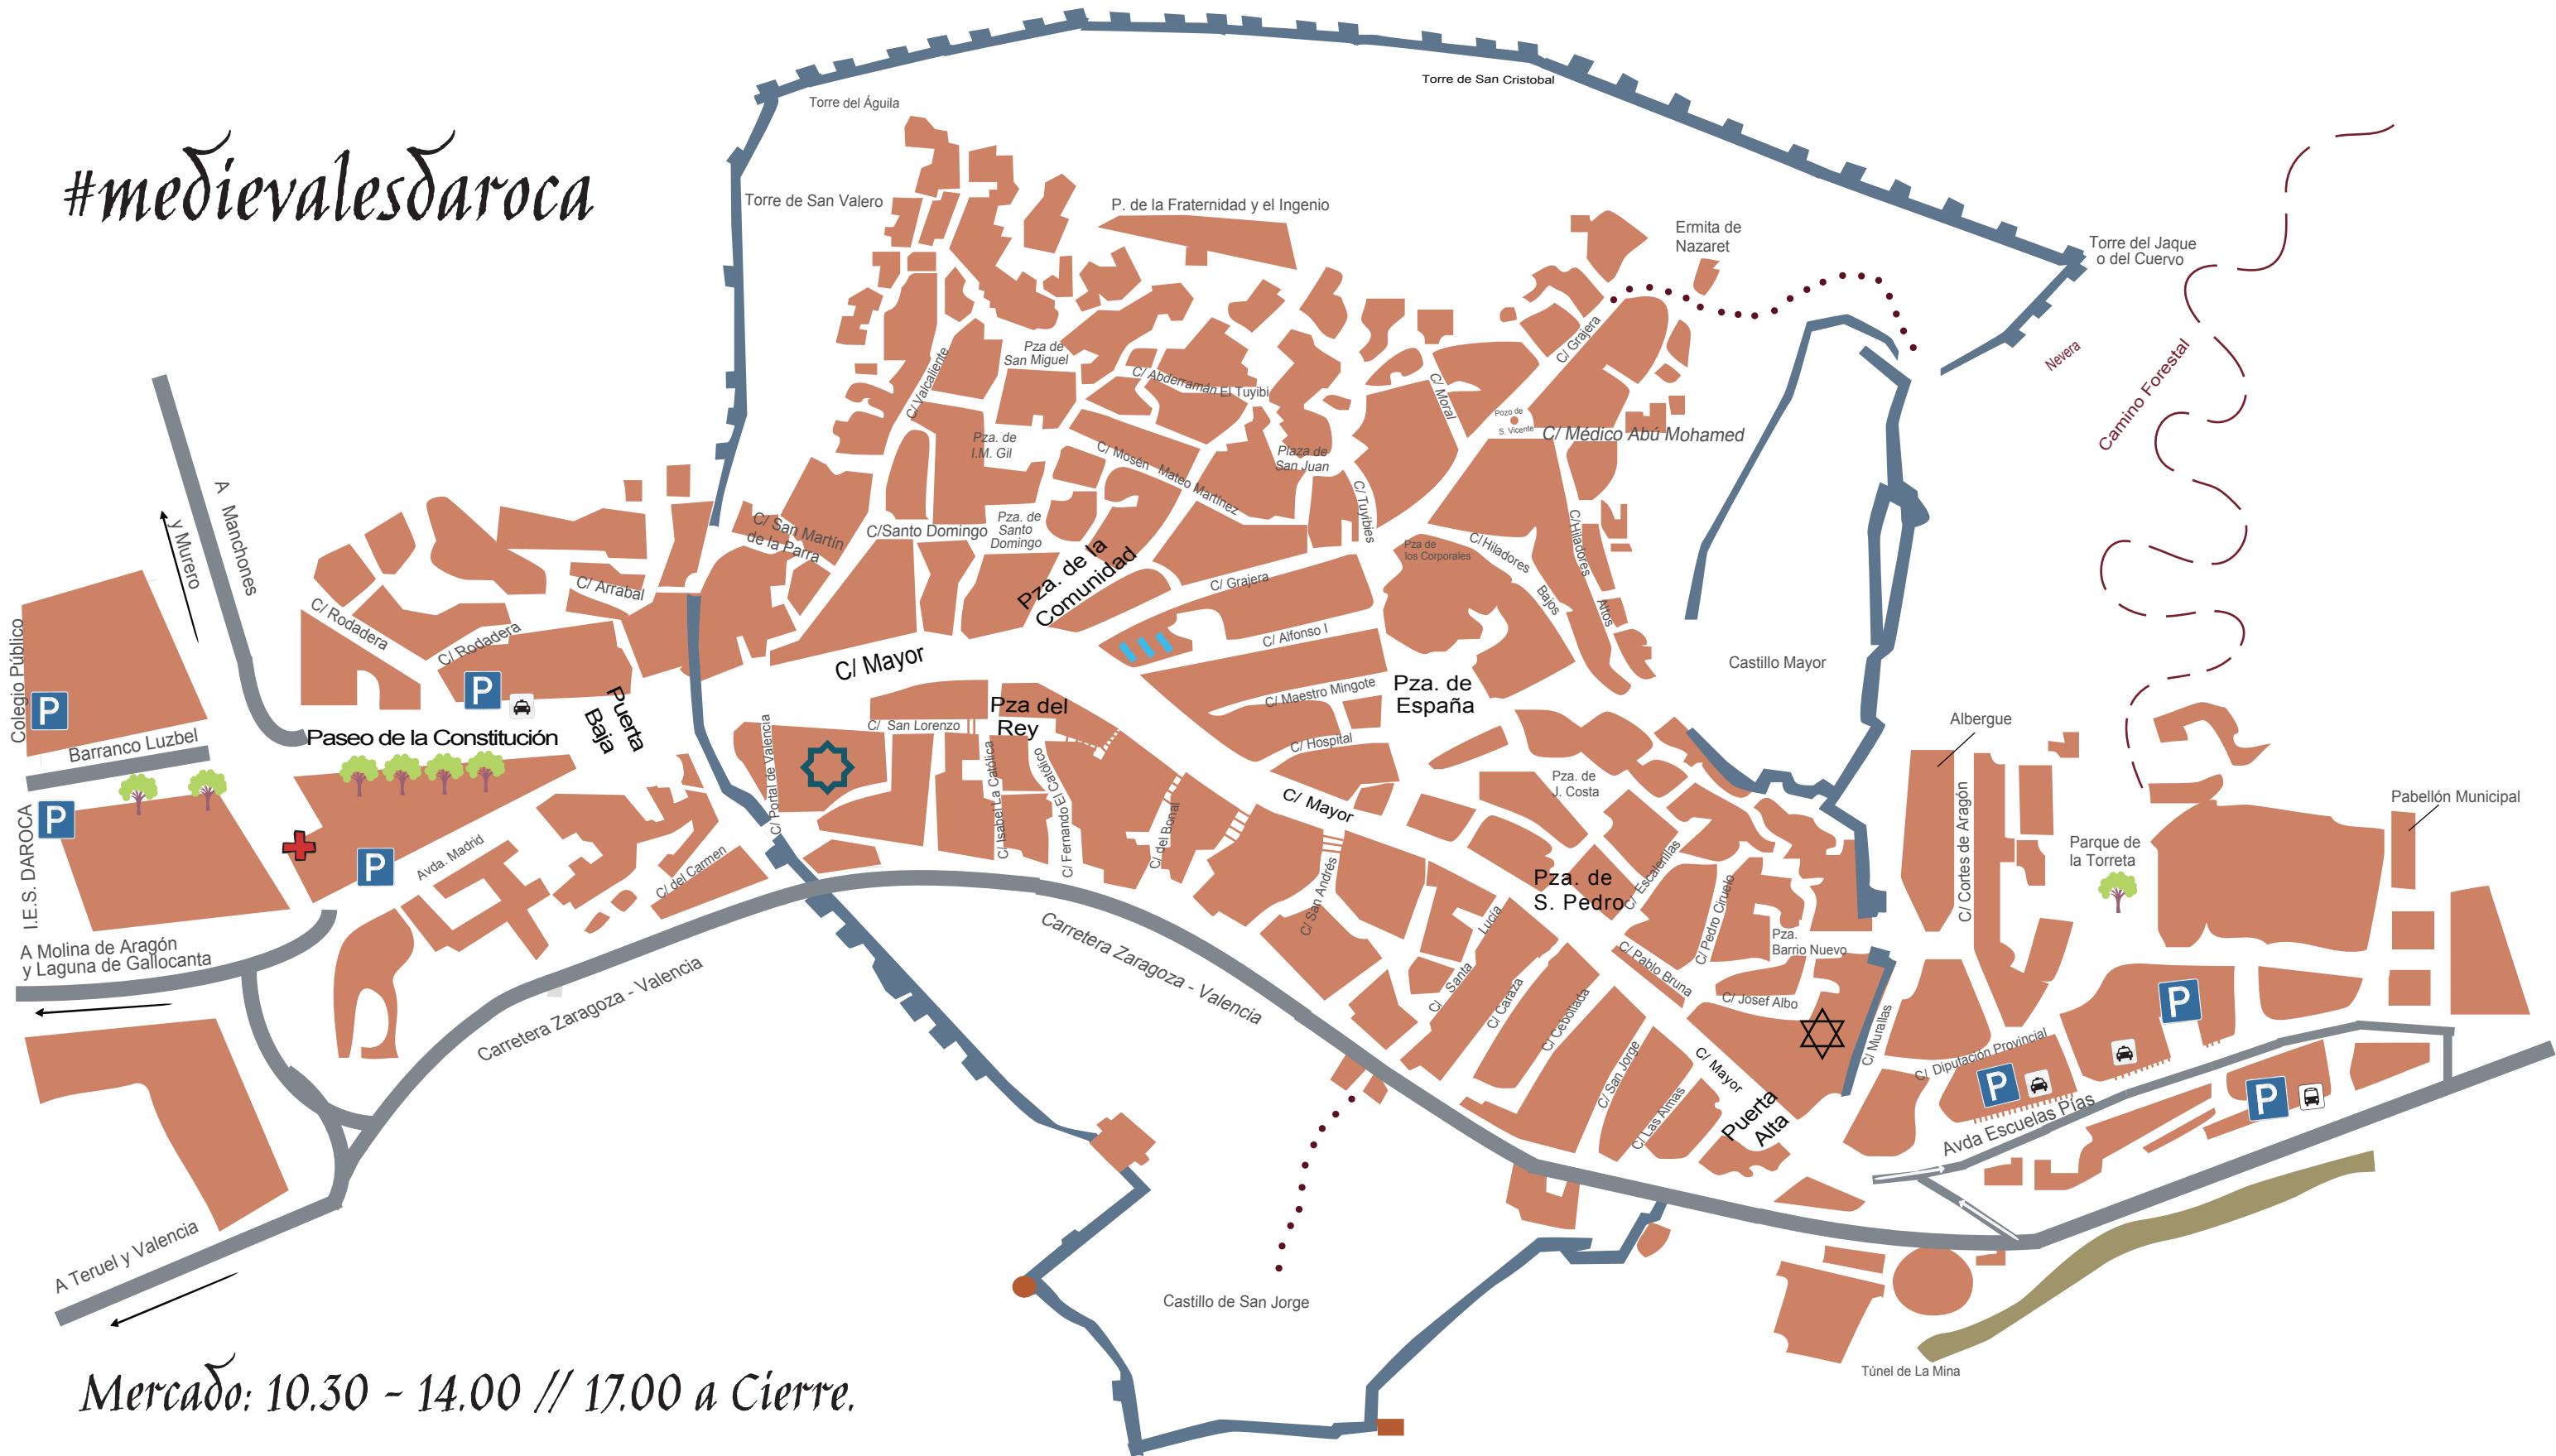 #medievalesdaroca
Torre del Águila
Torre de San Cristobal
Torre de San Valero
P. de la Fraternidad y el Ingenio
Ermita de
Nazaret
Torre del Jaque
o del Cuervo
Nevera
Camino Forestal
Pza de
San Miguel
C/ Valcaliente
C/ Abderramán El Tuyibi
C/ Moral
C/ Grajera
Pozo de
S. Vicente
C/ Médico Abú Mohamed
Pza. de
I.M. Gil
C/ Mosén Mateo Martínez
Plaza de
San Juan
C/ Tuyibies
A Manchones
y Murero
C/ San Martín
de la Parra
C/Santo Domingo
Pza. de
Santo
Domingo
Pza. de la
Comunidad
C/ Grajera
Pza de
los Corporales
C/Hiladores
Bajos
C/Hiladores
Altos
C/ Arrabal
C/ Rodadera
C/ Rodadera
C/ Alfonso I
C/ Mayor
Castillo Mayor
Colegio Público
P
P
Puerta
Baja
C/ Maestro Mingote
Pza. de
España
Pza del
Rey
C/ San Lorenzo
C/ Hospital
Barranco Luzbel
Paseo de la Constitución
C/ Portal de Valencia
C/ Isabel La Católica
C/ Fernando El Católico
C/ del Bonal
C/ Mayor
Pza. de
J. Costa
Albergue
C/ Cortes de Aragón
Pabellón Municipal
Parque de
la Torreta
I.E.S. DAROCA
P
P
Avda. Madrid
C/ del Carmen
C/ San Andrés
Pza. de
S. Pedro
C/ Escalerillas
C/ Pedro Ciruelo
Pza.
Barrio Nuevo
A Molina de Aragón
y Laguna de Gallocanta
Carretera Zaragoza - Valencia
Carretera Zaragoza - Valencia
C/ Santa Lucía
C/ Caraza
C/ Cebollada
C/ Pablo Bruna
C/ Josef Albo
C/ San Jorge
C/ Las Almas
C/ Mayor
Puerta
Alta
C/ Murallas
C/ Diputación Provincial
P
P
P
Avda Escuelas Pías
A Teruel y Valencia
Castillo de San Jorge
Túnel de La Mina
Mercado: 10.30 - 14.00 // 17.00 a Cierre.